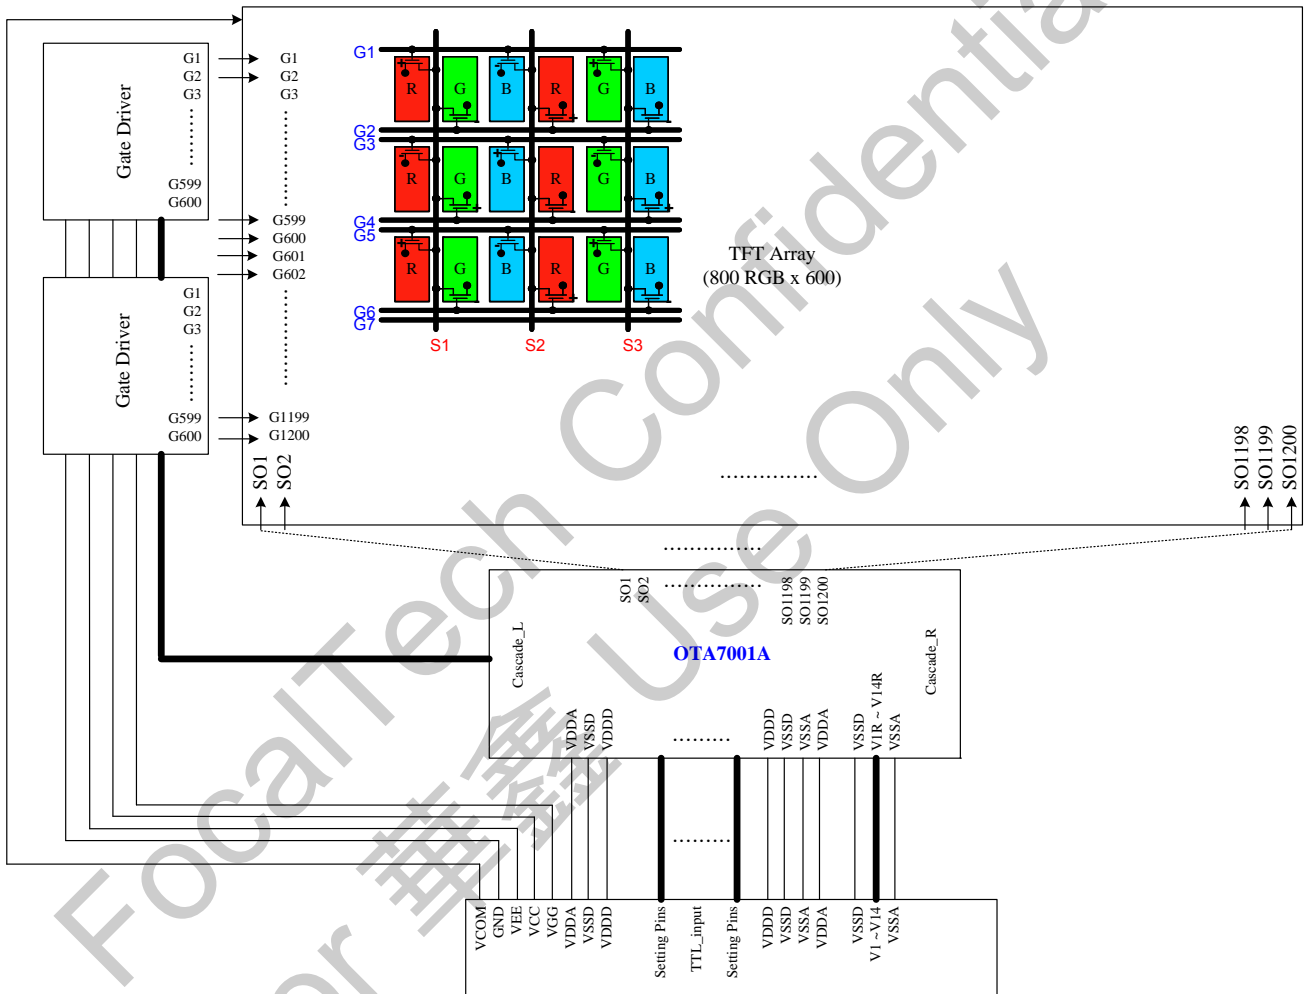 Gate Driver
G1
G2
G3
G599
G600
G1
G2
G3
G599
G600
G601
G602
G1199
G1200
Gate Driver
G1
G2
G3
G599
G600
G1
G2
G3
G4
G5
G6
G7
R G B R G B
R G B R G B
R G B R G B
S1 S2 S3
TFT Array
(800 RGB x 600)
SO1
SO2
SO1198
SO1199
SO1200
SO1
SO2
SO1198
SO1199
SO1200
Cascade_L
OTA7001A
Cascade_R
VDDA
VSSD
VDDD
VDDD
VSSD
VSSA
VDDA
VSSD
V1R ~ V14R
VSSA
VCOM
GND
VEE
VCC
VGG
VDDA
VSSD
VDDD
Setting Pins
TTL_input
Setting Pins
VDDD
VSSD
VSSA
VDDA
VSSD
V1 ~V14
VSSA
FocalTech Confidential
or 華鑫 Use Only